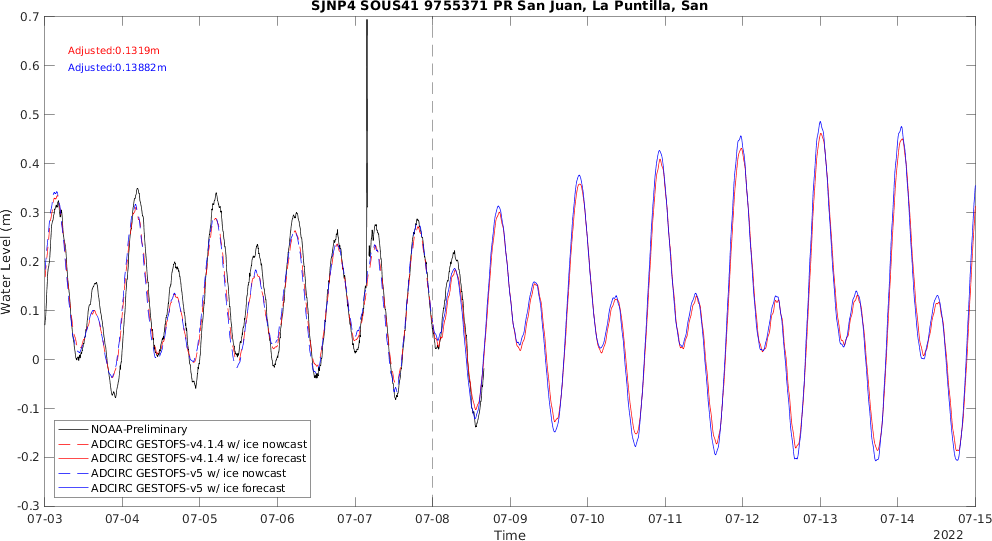 SJNP4 SOUS41 9755371 PR San Juan, La Puntilla, San
0.7
0.6
0.5
0.4
0.3
0.2
0.1
0
-0.1
-0.2
-0.3
Water Level (m)
Adjusted:0.1319m
Adjusted:0.13882m
NOAA-Preliminary
ADCIRC GESTOFS-v4.1.4 w/ ice nowcast
ADCIRC GESTOFS-v4.1.4 w/ ice forecast
ADCIRC GESTOFS-v5 w/ ice nowcast
ADCIRC GESTOFS-v5 w/ ice forecast
07-03 07-04 07-05 07-06 07-07 07-08 07-09 07-10 07-11 07-12 07-13 07-14 07-15
Time
2022